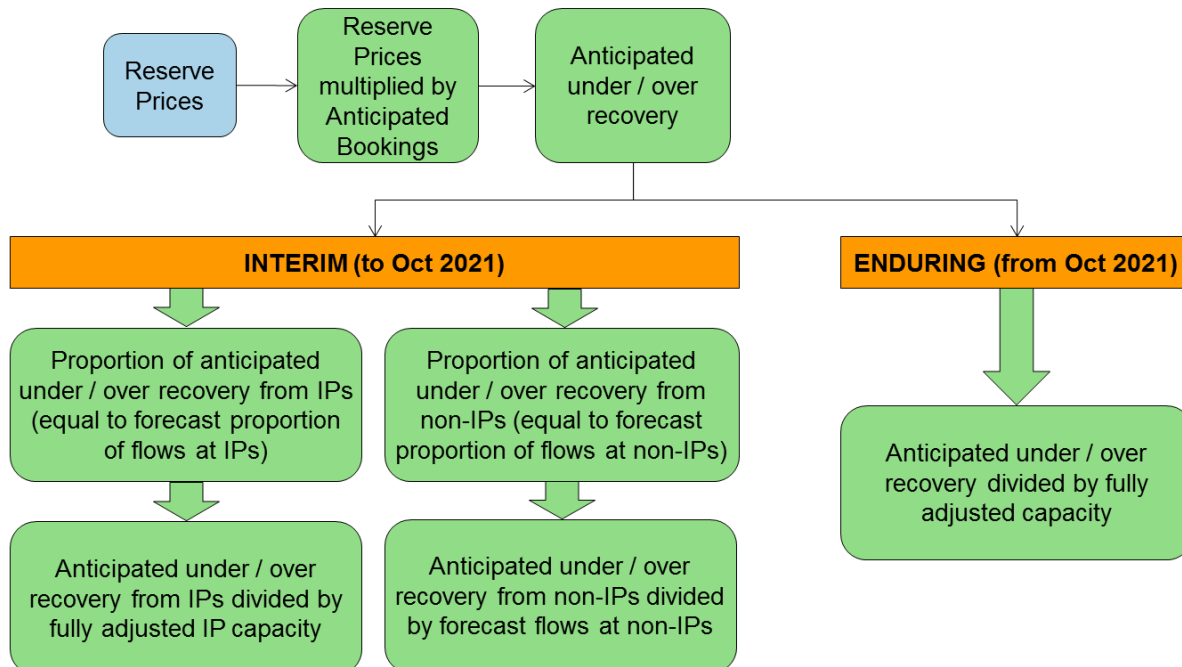 Reserve
Prices
Reserve
Prices
multiplied by
Anticipated
Bookings
Anticipated
under / over
recovery
INTERIM (to Oct 2021)
ENDURING (from Oct 2021)
Proportion of anticipated
under / over recovery from IPs
(equal to forecast proportion
of flows at IPs)
Proportion of anticipated
under / over recovery from
non-IPs (equal to forecast
proportion of flows at non-IPs)
Anticipated under / over
recovery divided by fully
adjusted capacity
Anticipated under / over
recovery from IPs divided by
fully adjusted IP capacity
Anticipated under / over
recovery from non-IPs divided
by forecast flows at non-IPs